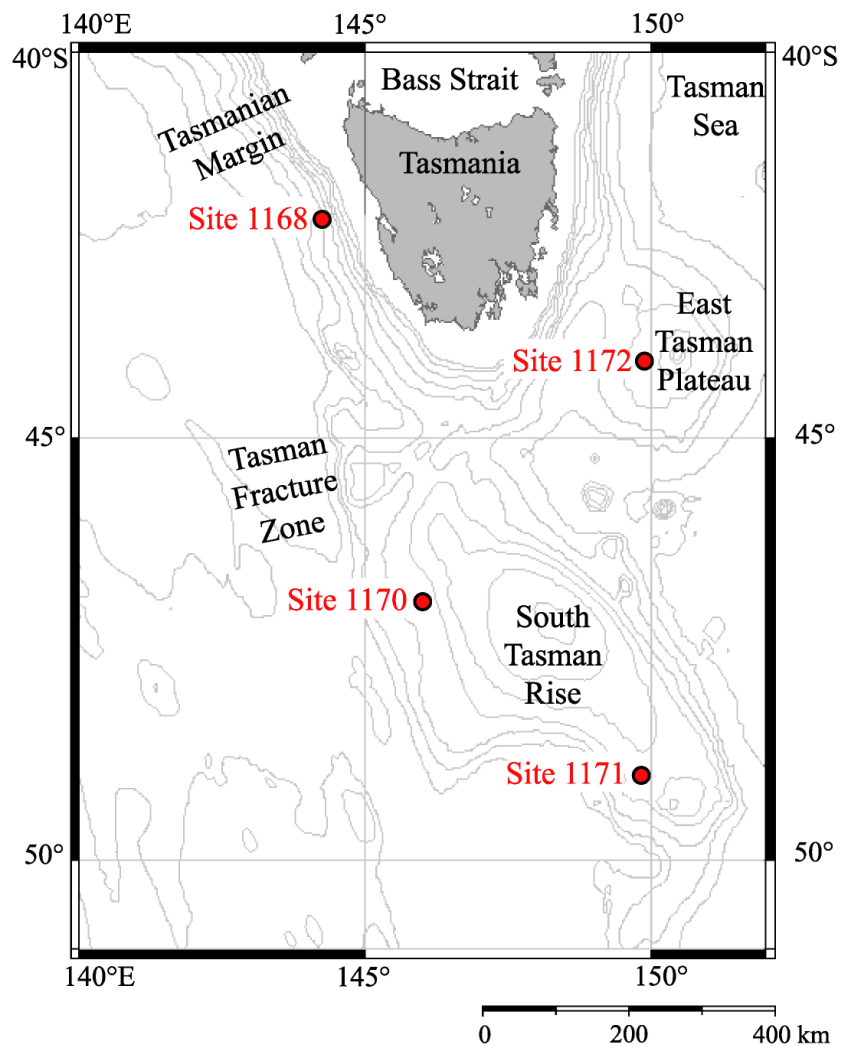 140°E 145° 150°
40°S 40°S
Bass Strait
Tasman
Sea
Tasmanian
Margin
Tasmania
Site 1168
East
Tasman
Plateau
Site 1172
45° 45°
Tasman
Fracture
Zone
Site 1170
South
Tasman
Rise
Site 1171
50° 50°
140°E 145° 150°
0 200 400 km